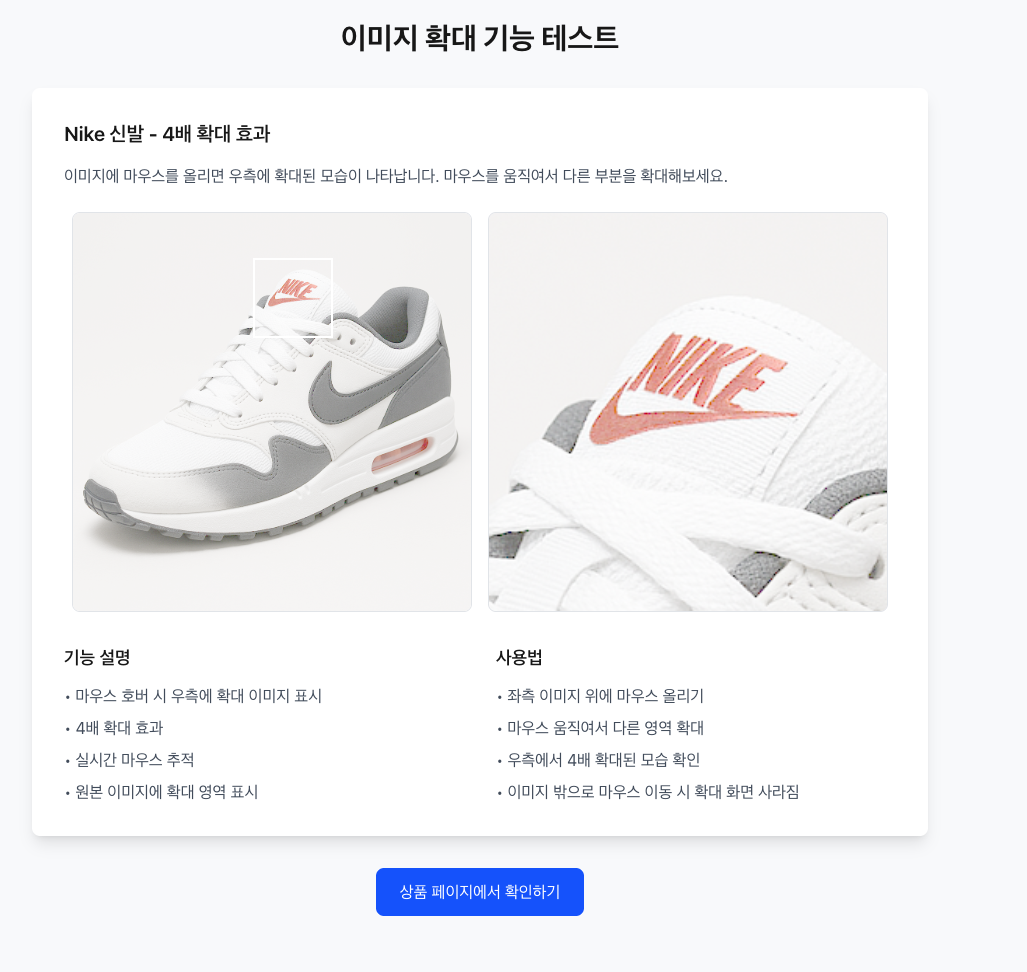 이미지 확대 기능 테스트
Nike 신발 - 4배 확대 효과
이미지에 마우스를 올리면 우측에 확대된 모습이 나타납니다. 마우스를 움직여서 다른 부분을 확대해보세요.
NIKE
NIKE
기능 설명
• 마우스 호버 시 우측에 확대 이미지 표시
• 4배 확대 효과
• 실시간 마우스 추적
• 원본 이미지에 확대 영역 표시
사용법
• 좌측 이미지 위에 마우스 올리기
• 마우스 움직여서 다른 영역 확대
• 우측에서 4배 확대된 모습 확인
• 이미지 밖으로 마우스 이동 시 확대 화면 사라짐
상품 페이지에서 확인하기